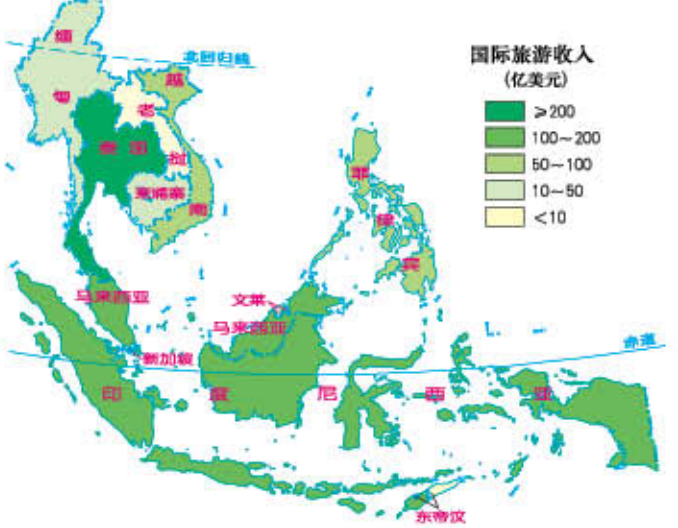 国际旅游收入
(亿美元)
≥200
100~200
50~100
10~50
<10
缅
甸
北回归线
越
南
老
挝
泰国
柬埔寨
菲
律
宾
马来西亚
文莱
马来西亚
新加坡
赤道
印 度 尼 西 亚
东帝汶